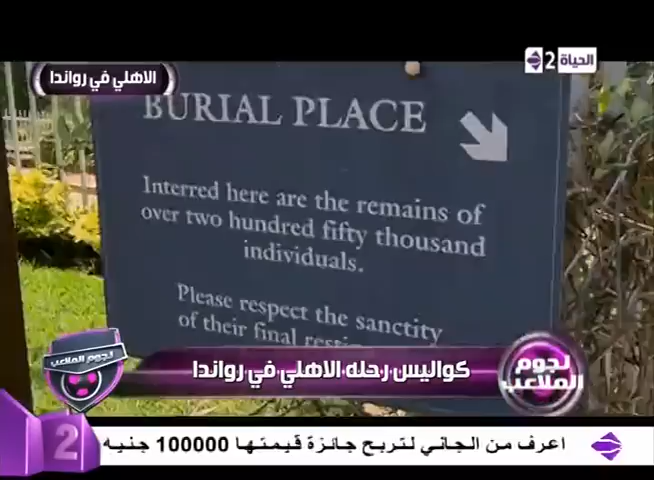 الاهلي في رواندا
الحياة 2
BURIAL PLACE
Interred here are the remains of
over two hundred fifty thousand
individuals.
Please respect the sanctity
of their final
كواليس رحله الاهلي في رواندا
نجوم الملاعب
نجوم
الملاعب
2
اعرف من الجاني لتربح جائزة قيمتها 100000 جنيه